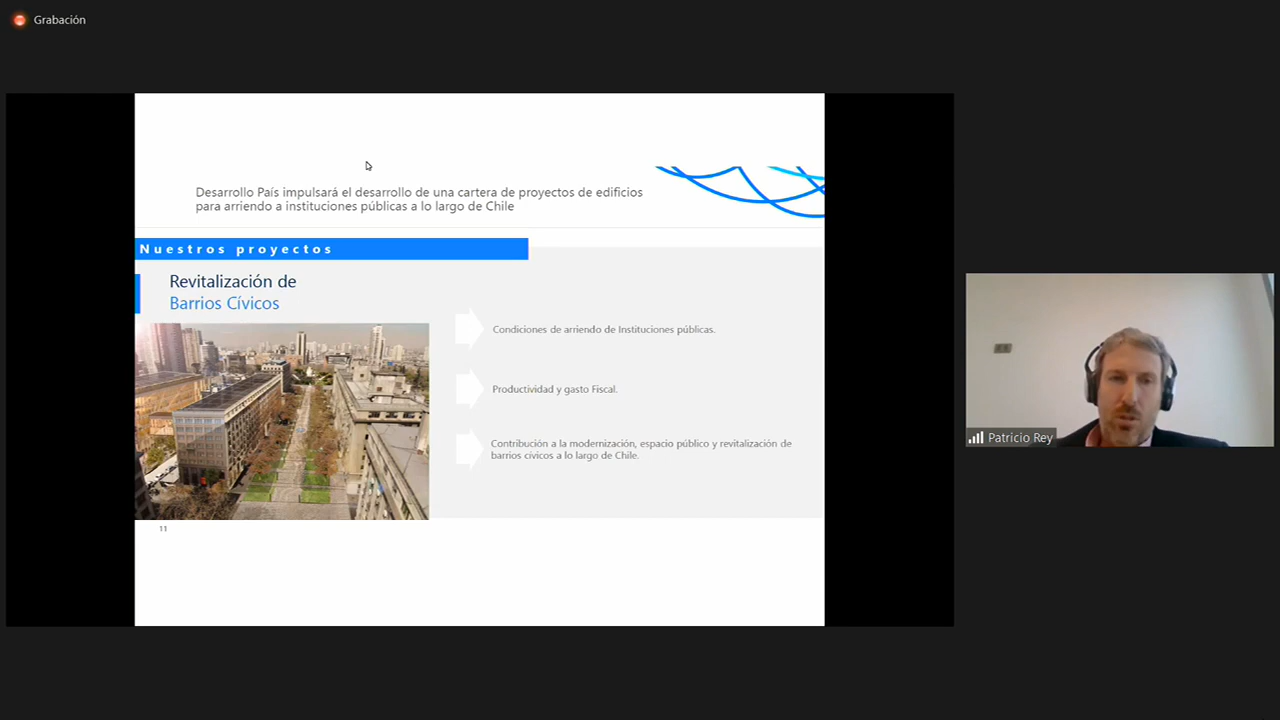 Grabación
Desarrollo País impulsará el desarrollo de una cartera de proyectos de edificios
para arriendo a instituciones públicas a lo largo de Chile
Nuestros proyectos
Revitalización de
Barrios Cívicos
Condiciones de arriendo de Instituciones públicas.
Productividad y gasto Fiscal.
Contribución a la modernización, espacio público y revitalización de
barrios cívicos a lo largo de Chile.
11
Patricio Rey